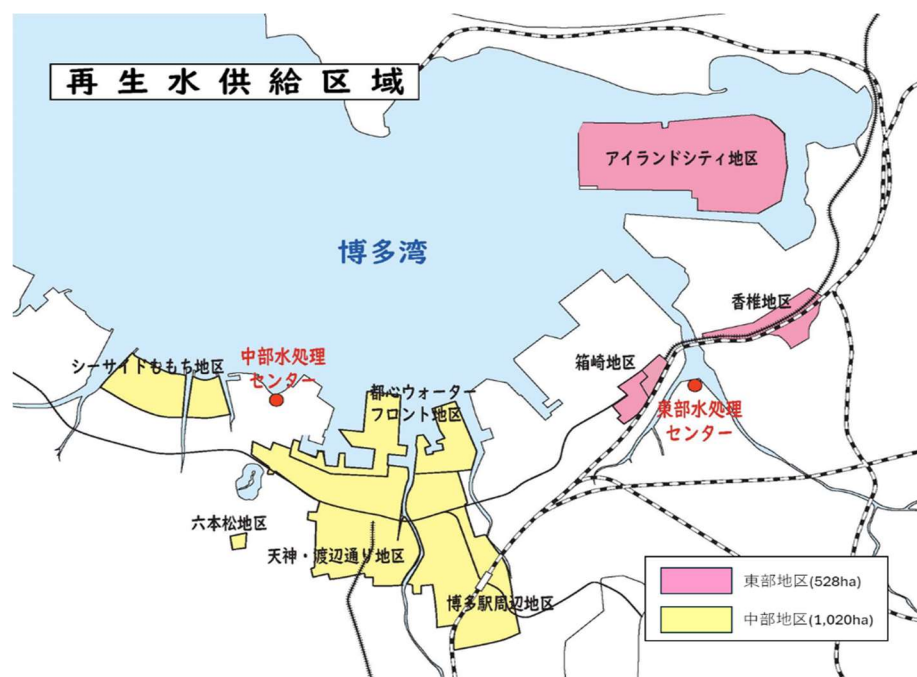 再生水供給区域
アイランドシティ地区
博多湾
香椎地区
箱崎地区
シーサイドももち地区
中部水処理
センター
都心ウォーター
フロント地区
東部水処理
センター
六本松地区
天神・渡辺通り地区
博多駅周辺地区
東部地区(528ha)
中部地区(1,020ha)